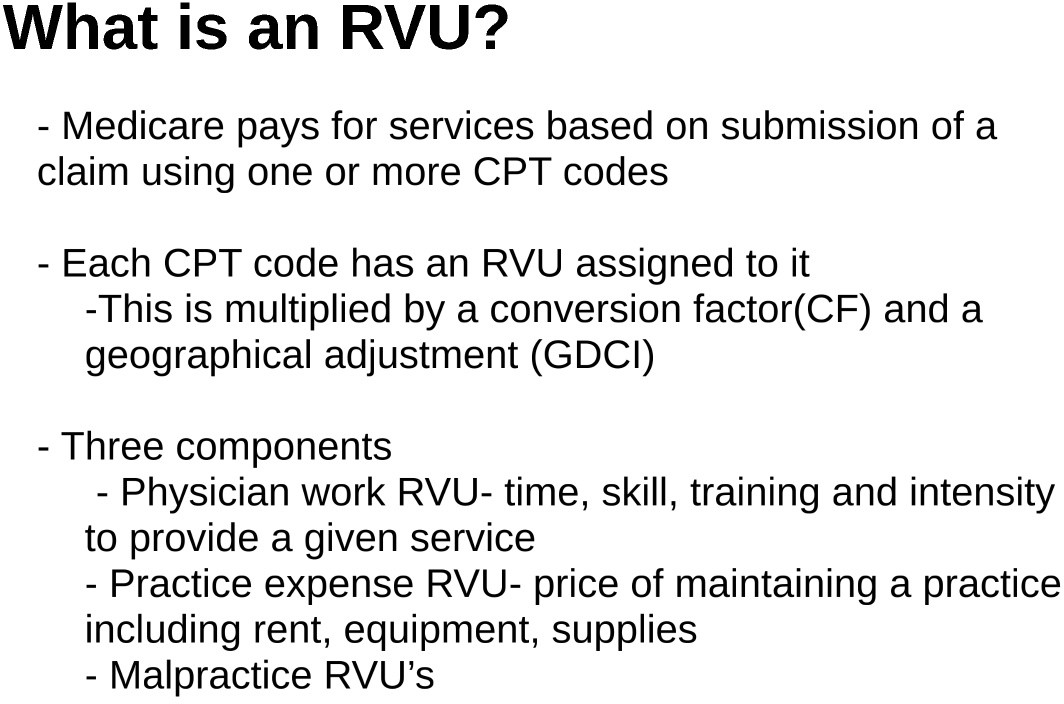 What is an RVU?
- Medicare pays for services based on submission of a
claim using one or more CPT codes
- Each CPT code has an RVU assigned to it
-This is multiplied by a conversion factor(CF) and a
geographical adjustment (GDCI)
- Three components
- Physician work RVU- time, skill, training and intensity
to provide a given service
- Practice expense RVU- price of maintaining a practice
including rent, equipment, supplies
- Malpractice RVU’s